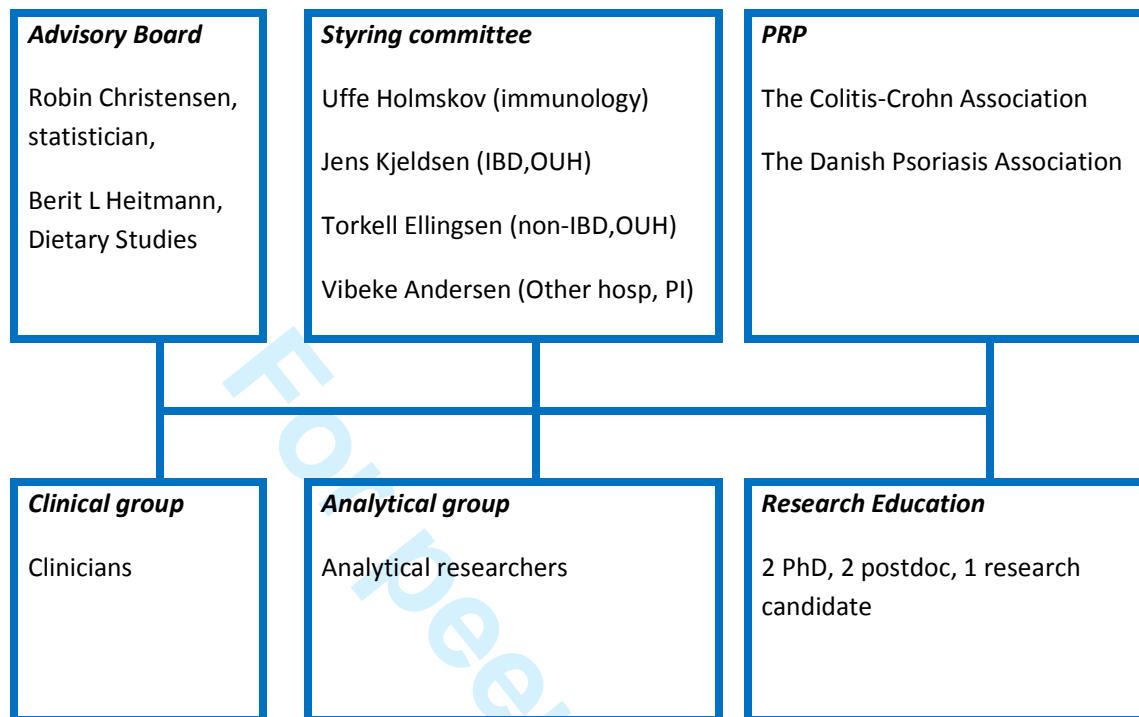 Advisory Board
Robin Christensen,
statistician,
Berit L Heitmann,
Dietary Studies
Styring committee
Uffe Holmskov (immunology)
Jens Kjeldsen (IBD,OUH)
Torkell Ellingsen (non-IBD,OUH)
Vibeke Andersen (Other hosp, PI)
PRP
The Colitis-Crohn Association
The Danish Psoriasis Association
Clinical group
Clinicians
Analytical group
Analytical researchers
Research Education
2 PhD, 2 postdoc, 1 research
candidate
For peer